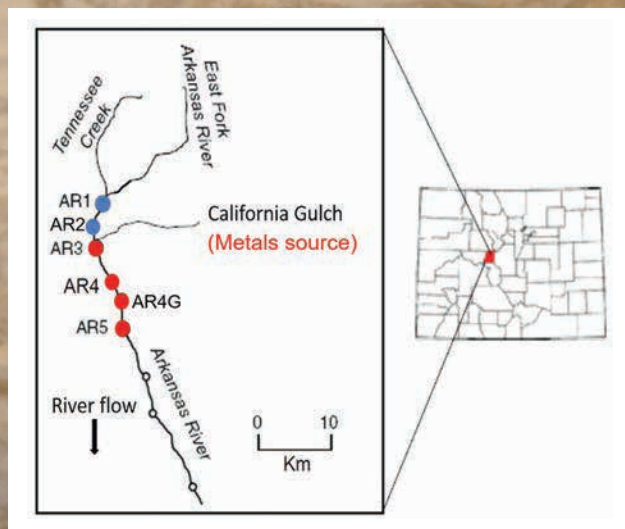 Tennessee
Creek
East Fork
Arkansas River
AR1
AR2
California Gulch
AR3
(Metals source)
AR4
AR4G
AR5
Arkansas River
River flow
0 10
Km